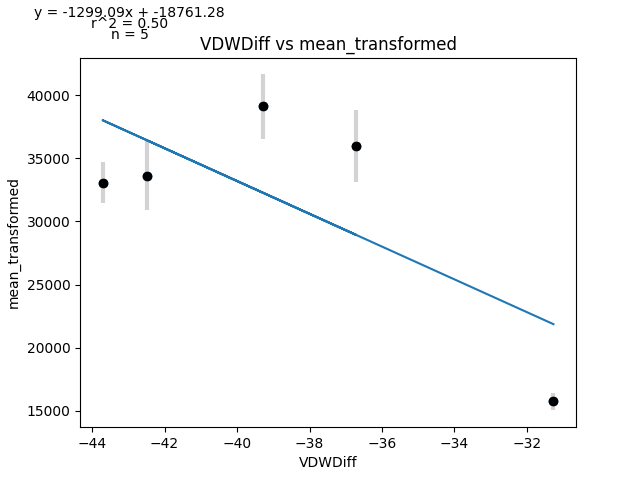 y = -1299.09x + -18761.28
r^2 = 0.50
n = 5
VDWDiff vs mean_transformed
mean_transformed
40000
35000
30000
25000
20000
15000
−44
−42
−40
−38
−36
−34
−32
VDWDiff